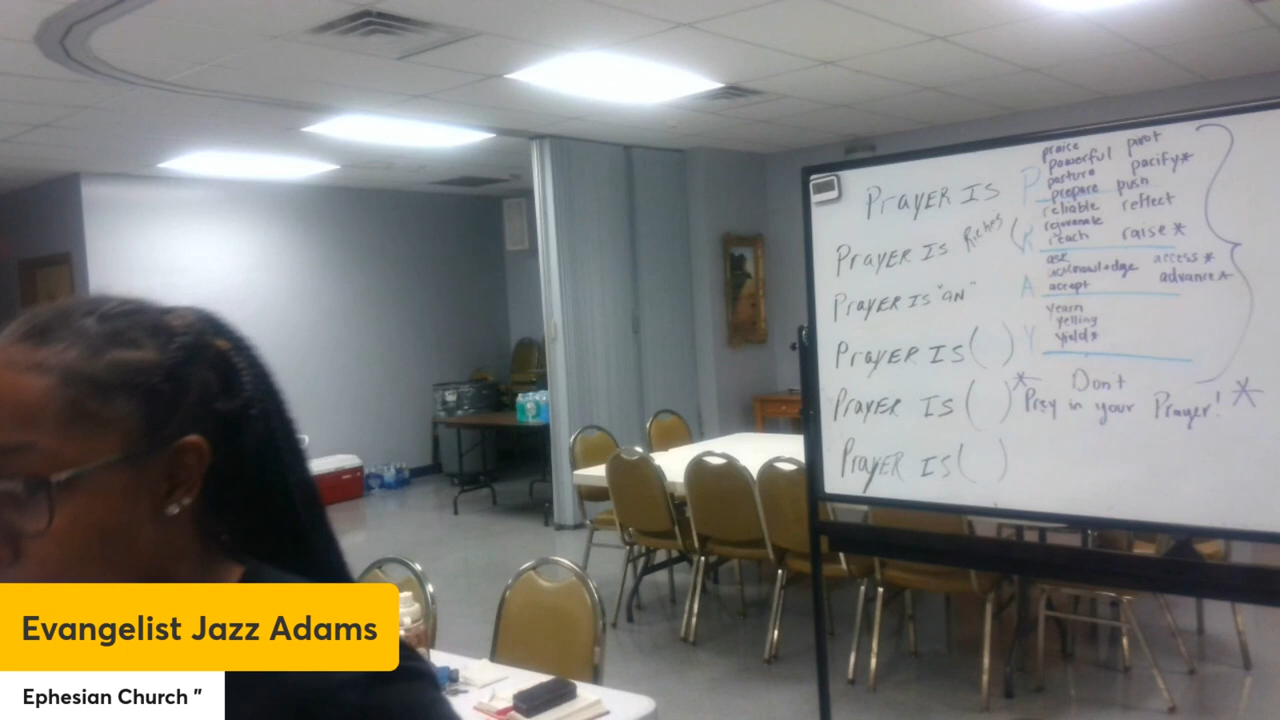 Prayer Is P
praise pivot
powerful pacify*
posture
prepare push
reliable reflect
rejuvenate
reach raise*
Prayer Is Riches (R
ask access*
acknowledge advance*
accept
Prayer Is "an" A
yearn
yelling
yield*
Prayer Is ( ) Y
* Don't
Prey in your Prayer! *
Prayer Is ( )
Prayer Is ( )
Evangelist Jazz Adams
Ephesian Church "